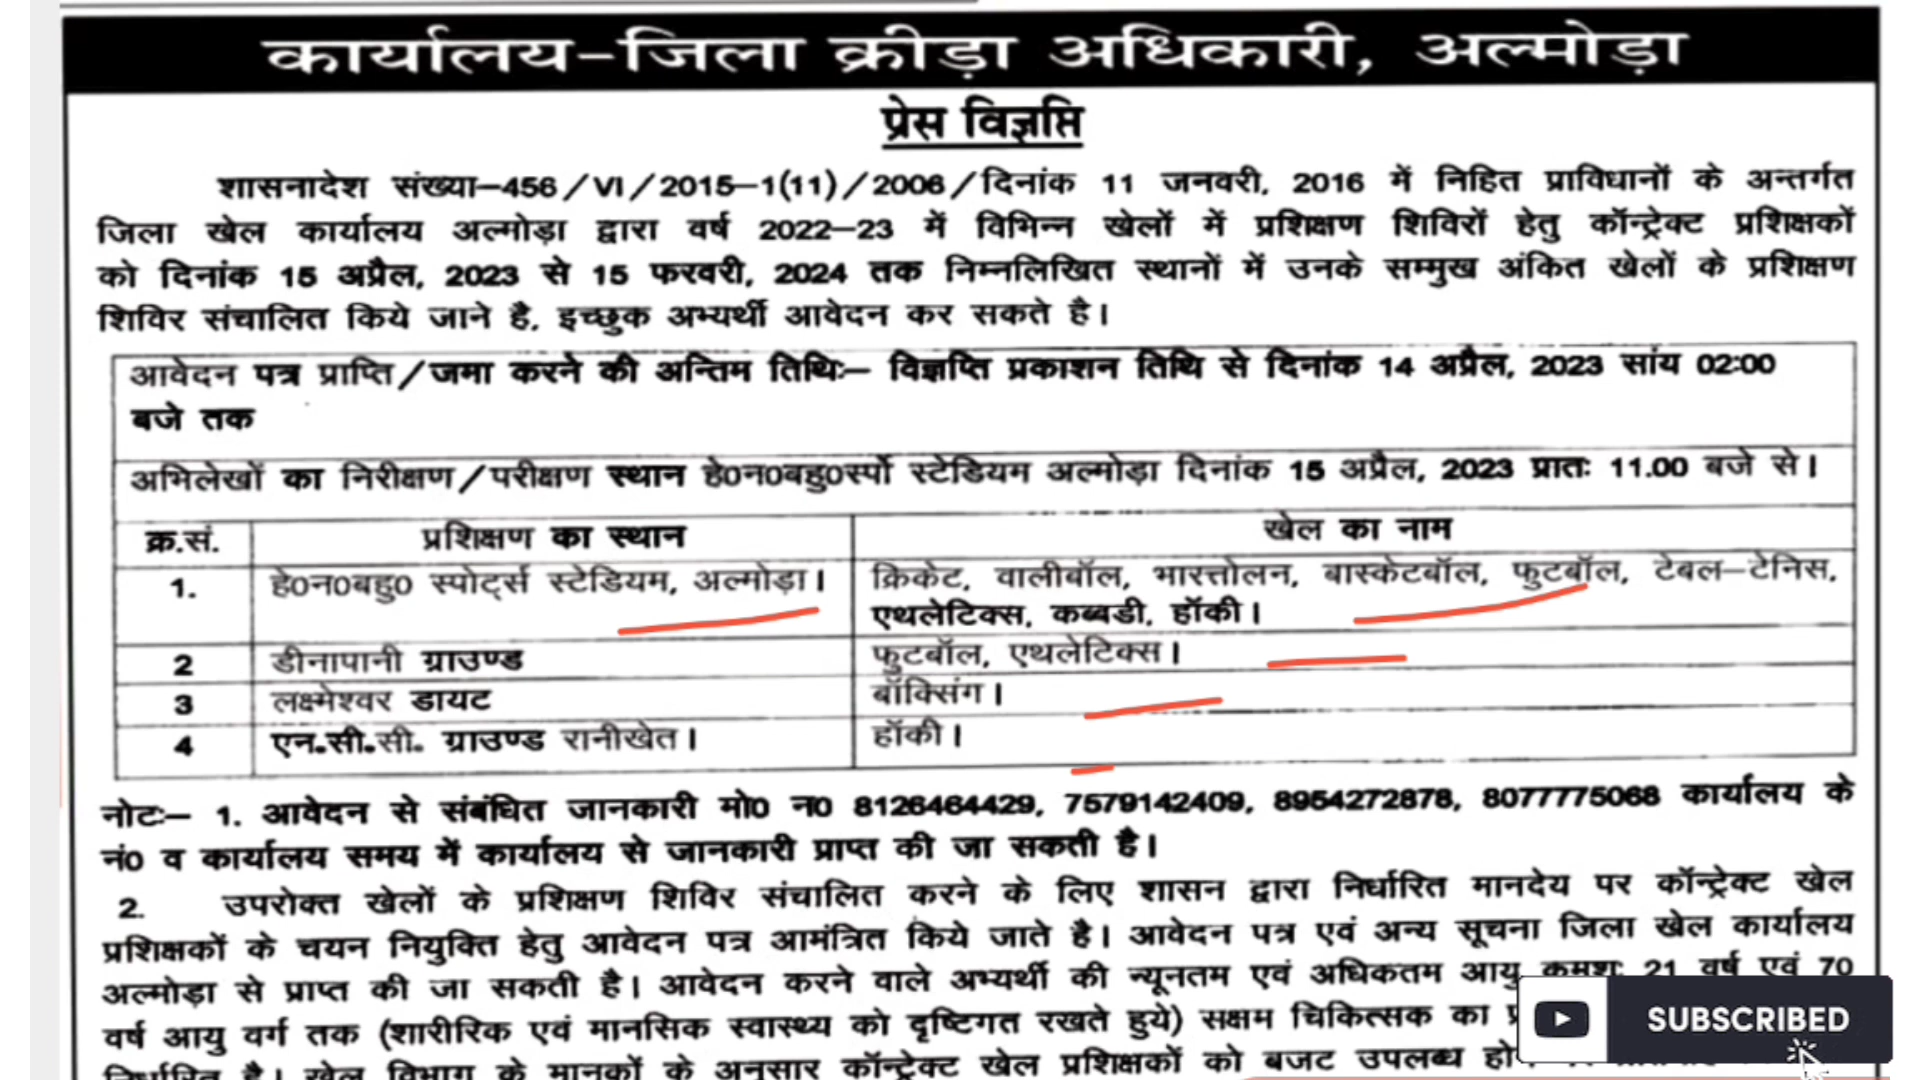 कार्यालय–जिला क्रीड़ा अधिकारी, अल्मोड़ा
प्रेस विज्ञप्ति
शासनादेश संख्या–456/VI/2015–1(11)/2006/दिनांक 11 जनवरी, 2016 में निहित प्राविधानों के अन्तर्गत
जिला खेल कार्यालय अल्मोड़ा द्वारा वर्ष 2022–23 में विभिन्न खेलों में प्रशिक्षण शिविरों हेतु कॉन्ट्रेक्ट प्रशिक्षकों
को दिनांक 15 अप्रैल, 2023 से 15 फरवरी, 2024 तक निम्नलिखित स्थानों में उनके सम्मुख अंकित खेलों के प्रशिक्षण
शिविर संचालित किये जाने है, इच्छुक अभ्यर्थी आवेदन कर सकते है।
आवेदन पत्र प्राप्ति/जमा करने की अन्तिम तिथिः– विज्ञप्ति प्रकाशन तिथि से दिनांक 14 अप्रैल, 2023 सांय 02:00
बजे तक
अभिलेखों का निरीक्षण/परीक्षण स्थान हे0न0बहु0स्पो स्टेडियम अल्मोड़ा दिनांक 15 अप्रैल, 2023 प्रातः 11.00 बजे से।
क्र.सं. प्रशिक्षण का स्थान खेल का नाम
1. हे0न0बहु0 स्पोर्ट्स स्टेडियम, अल्मोड़ा। क्रिकेट, वालीबॉल, भारत्तोलन, बास्केटबॉल, फुटबॉल, टेबल–टेनिस,
एथलेटिक्स, कब्बडी, हॉकी।
2 डीनापानी ग्राउण्ड फुटबॉल, एथलेटिक्स।
3 लक्ष्मेश्वर डायट बॉक्सिंग।
4 एन.सी.सी. ग्राउण्ड रानीखेत। हॉकी।
नोटः– 1. आवेदन से संबंधित जानकारी मो0 न0 8126464429, 7579142409, 8954272878, 8077775068 कार्यालय के
नं0 व कार्यालय समय में कार्यालय से जानकारी प्राप्त की जा सकती है।
2. उपरोक्त खेलों के प्रशिक्षण शिविर संचालित करने के लिए शासन द्वारा निर्धारित मानदेय पर कॉन्ट्रेक्ट खेल
प्रशिक्षकों के चयन नियुक्ति हेतु आवेदन पत्र आमंत्रित किये जाते है। आवेदन पत्र एवं अन्य सूचना जिला खेल कार्यालय
अल्मोड़ा से प्राप्त की जा सकती है। आवेदन करने वाले अभ्यर्थी की न्यूनतम एवं अधिकतम आयु क्रमशः 21 वर्ष एवं 70
वर्ष आयु वर्ग तक (शारीरिक एवं मानसिक स्वास्थ्य को दृष्टिगत रखते हुये) सक्षम चिकित्सक का
निर्धारित है। खेल विभाग के मानकों के अनुसार कॉन्ट्रेक्ट खेल प्रशिक्षकों को बजट उपलब्ध
SUBSCRIBED